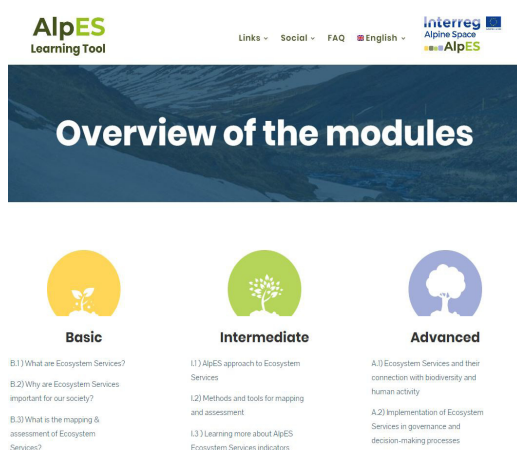 AlpES
Learning Tool
Links
Social
FAQ
English
Interreg
Alpine Space
AlpES
Overview of the modules
Basic
B.1 ) What are Ecosystem Services?
B.2) Why are Ecosystem Services
important for our society?
B.3) What is the mapping &
assessment of Ecosystem
Services?
Intermediate
I.1 ) AlpES approach to Ecosystem
Services
I.2) Methods and tools for mapping
and assessment
I.3 ) Learning more about AlpES
Ecosystem Services indicators
Advanced
A.1) Ecosystem Services and their
connection with biodiversity and
human activity
A.2) Implementation of Ecosystem
Services in governance and
decision-making processes